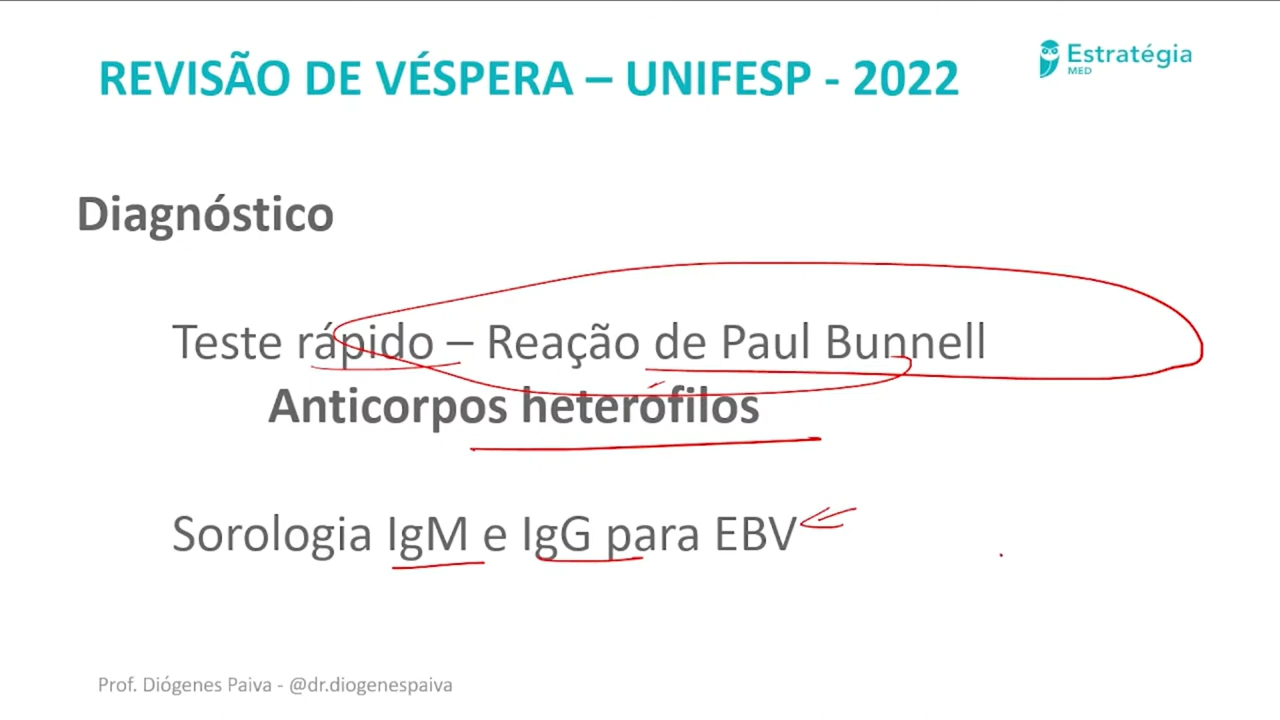 REVISÃO DE VÉSPERA – UNIFESP - 2022
Estratégia
MED
Diagnóstico
Teste rápido – Reação de Paul Bunnell
Anticorpos heterófilos
Sorologia IgM e IgG para EBV
Prof. Diógenes Paiva - @dr.diogenespaiva